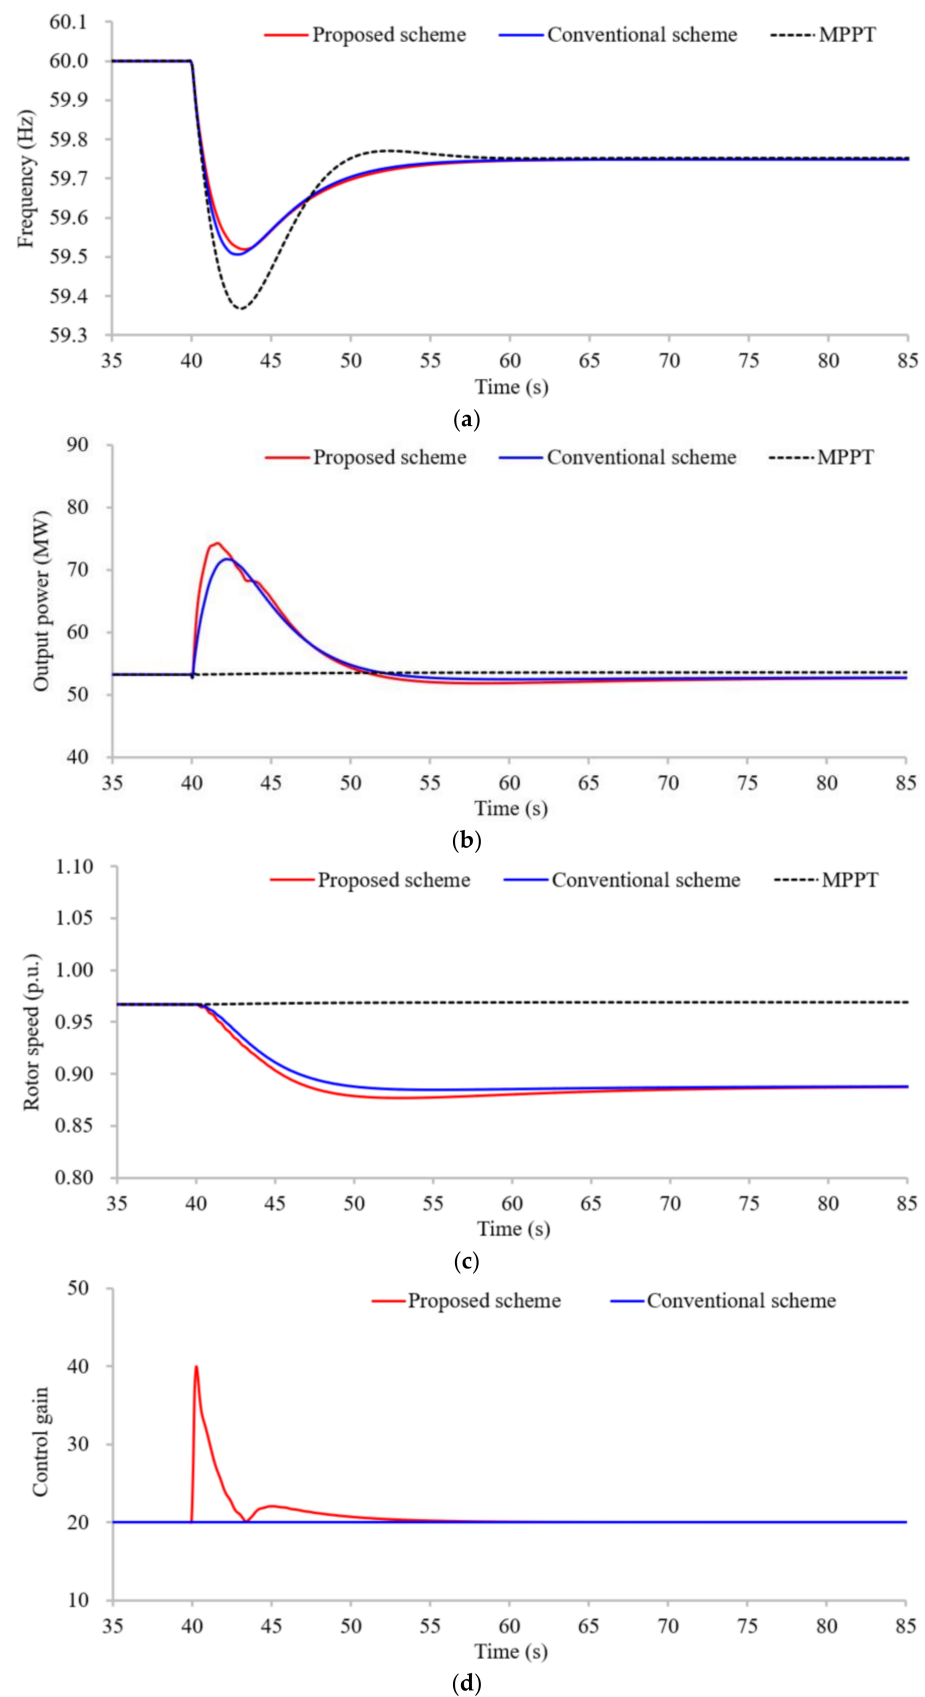 Proposed scheme Conventional scheme MPPT
60.1
60.0
59.9
59.8
59.7
59.6
59.5
59.4
59.3
Frequency (Hz)
35 40 45 50 55 60 65 70 75 80 85
Time (s)
(a)
Proposed scheme Conventional scheme MPPT
90
80
70
60
50
40
Output power (MW)
35 40 45 50 55 60 65 70 75 80 85
Time (s)
(b)
Proposed scheme Conventional scheme MPPT
1.10
1.05
1.00
0.95
0.90
0.85
0.80
Rotor speed (p.u.)
35 40 45 50 55 60 65 70 75 80 85
Time (s)
(c)
Proposed scheme Conventional scheme
50
40
30
20
10
Control gain
35 40 45 50 55 60 65 70 75 80 85
Time (s)
(d)